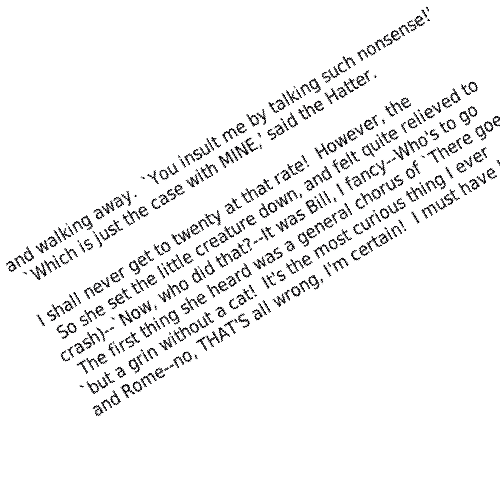 and walking away. `You insult me by talking such nonsense!'
`Which is just the case with MINE,' said the Hatter.
I shall never get to twenty at that rate! However, the
So she set the little creature down, and felt quite relieved to
crash)--`Now, who did that?--It was Bill, I fancy--Who's to go
The first thing she heard was a general chorus of `There goes
`but a grin without a cat! It's the most curious thing I ever
and Rome--no, THAT'S all wrong, I'm certain! I must have